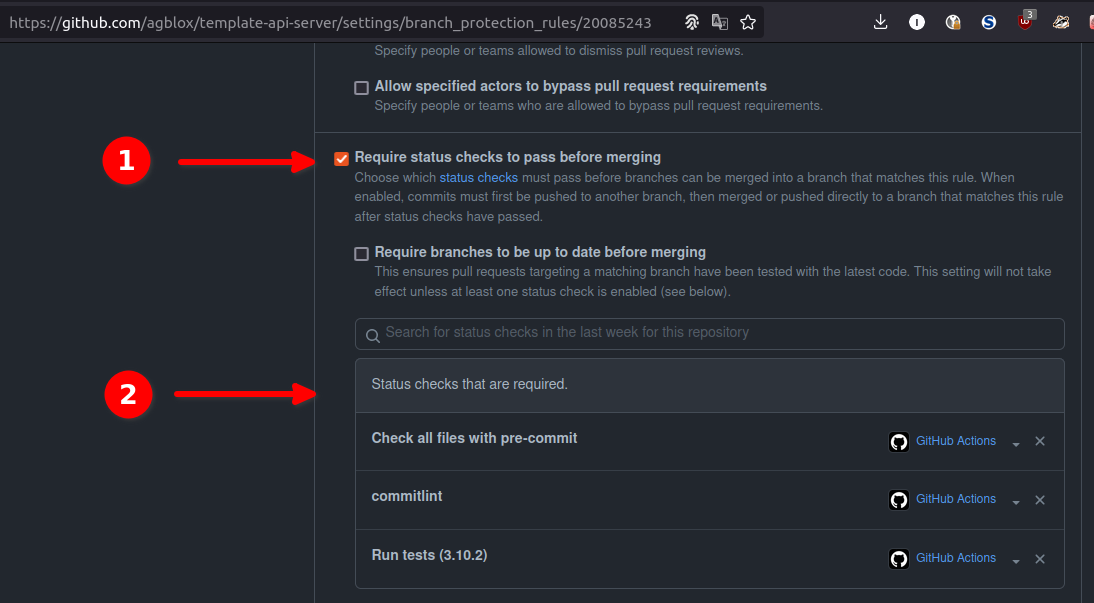 https://github.com/agblox/template-api-server/settings/branch_protection_rules/20085243
3
Specify people or teams allowed to dismiss pull request reviews.
Allow specified actors to bypass pull request requirements
Specify people or teams who are allowed to bypass pull request requirements.
1
Require status checks to pass before merging
Choose which status checks must pass before branches can be merged into a branch that matches this rule. When
enabled, commits must first be pushed to another branch, then merged or pushed directly to a branch that matches this rule
after status checks have passed.
Require branches to be up to date before merging
This ensures pull requests targeting a matching branch have been tested with the latest code. This setting will not take
effect unless at least one status check is enabled (see below).
Search for status checks in the last week for this repository
2
Status checks that are required.
Check all files with pre-commit GitHub Actions
commitlint GitHub Actions
Run tests (3.10.2) GitHub Actions